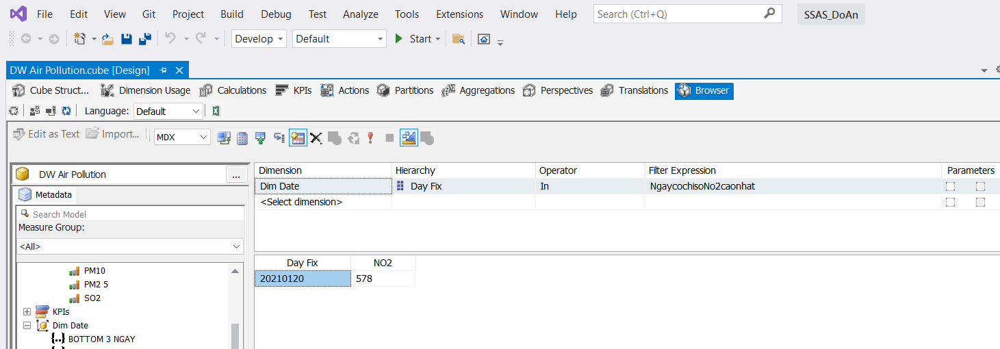 File Edit View Git Project Build Debug Test Analyze Tools Extensions Window Help Search (Ctrl+Q) SSAS_DoAn
Develop Default Start
DW Air Pollution.cube [Design]
Cube Struct... Dimension Usage Calculations KPIs Actions Partitions Aggregations Perspectives Translations Browser
Language: Default
Edit as Text Import... MDX
DW Air Pollution ...
Metadata
Search Model
Measure Group:
<All>
PM10
PM2 5
SO2
KPIs
Dim Date
BOTTOM 3 NGAY
Dimension Hierarchy Operator Filter Expression Parameters
Dim Date Day Fix In NgaycochisoNo2caonhat
<Select dimension>
Day Fix NO2
20210120 578